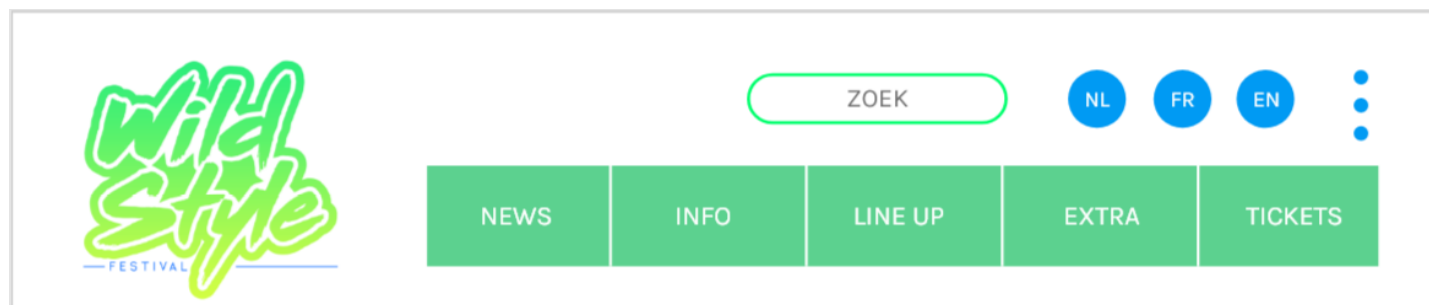 Wild
Style
FESTIVAL
ZOEK
NL FR EN
NEWS INFO LINE UP EXTRA TICKETS